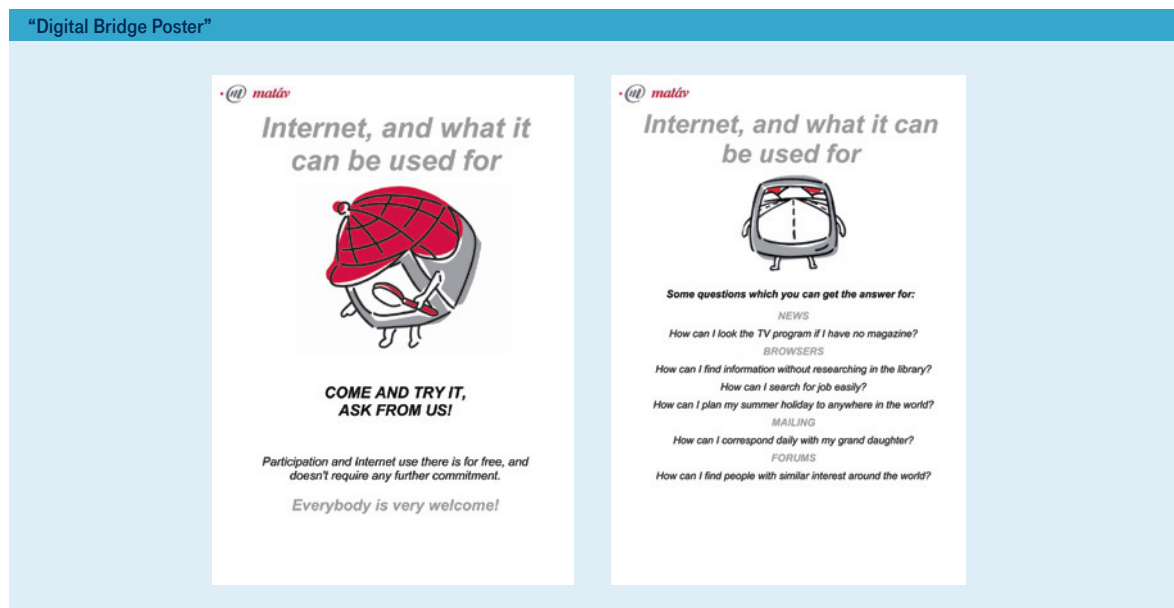 “Digital Bridge Poster”
matáv
Internet, and what it
can be used for
COME AND TRY IT,
ASK FROM US!
Participation and Internet use there is for free, and
doesn't require any further commitment.
Everybody is very welcome!
matáv
Internet, and what it can
be used for
Some questions which you can get the answer for:
NEWS
How can I look the TV program if I have no magazine?
BROWSERS
How can I find information without researching in the library?
How can I search for job easily?
How can I plan my summer holiday to anywhere in the world?
MAILING
How can I correspond daily with my grand daughter?
FORUMS
How can I find people with similar interest around the world?